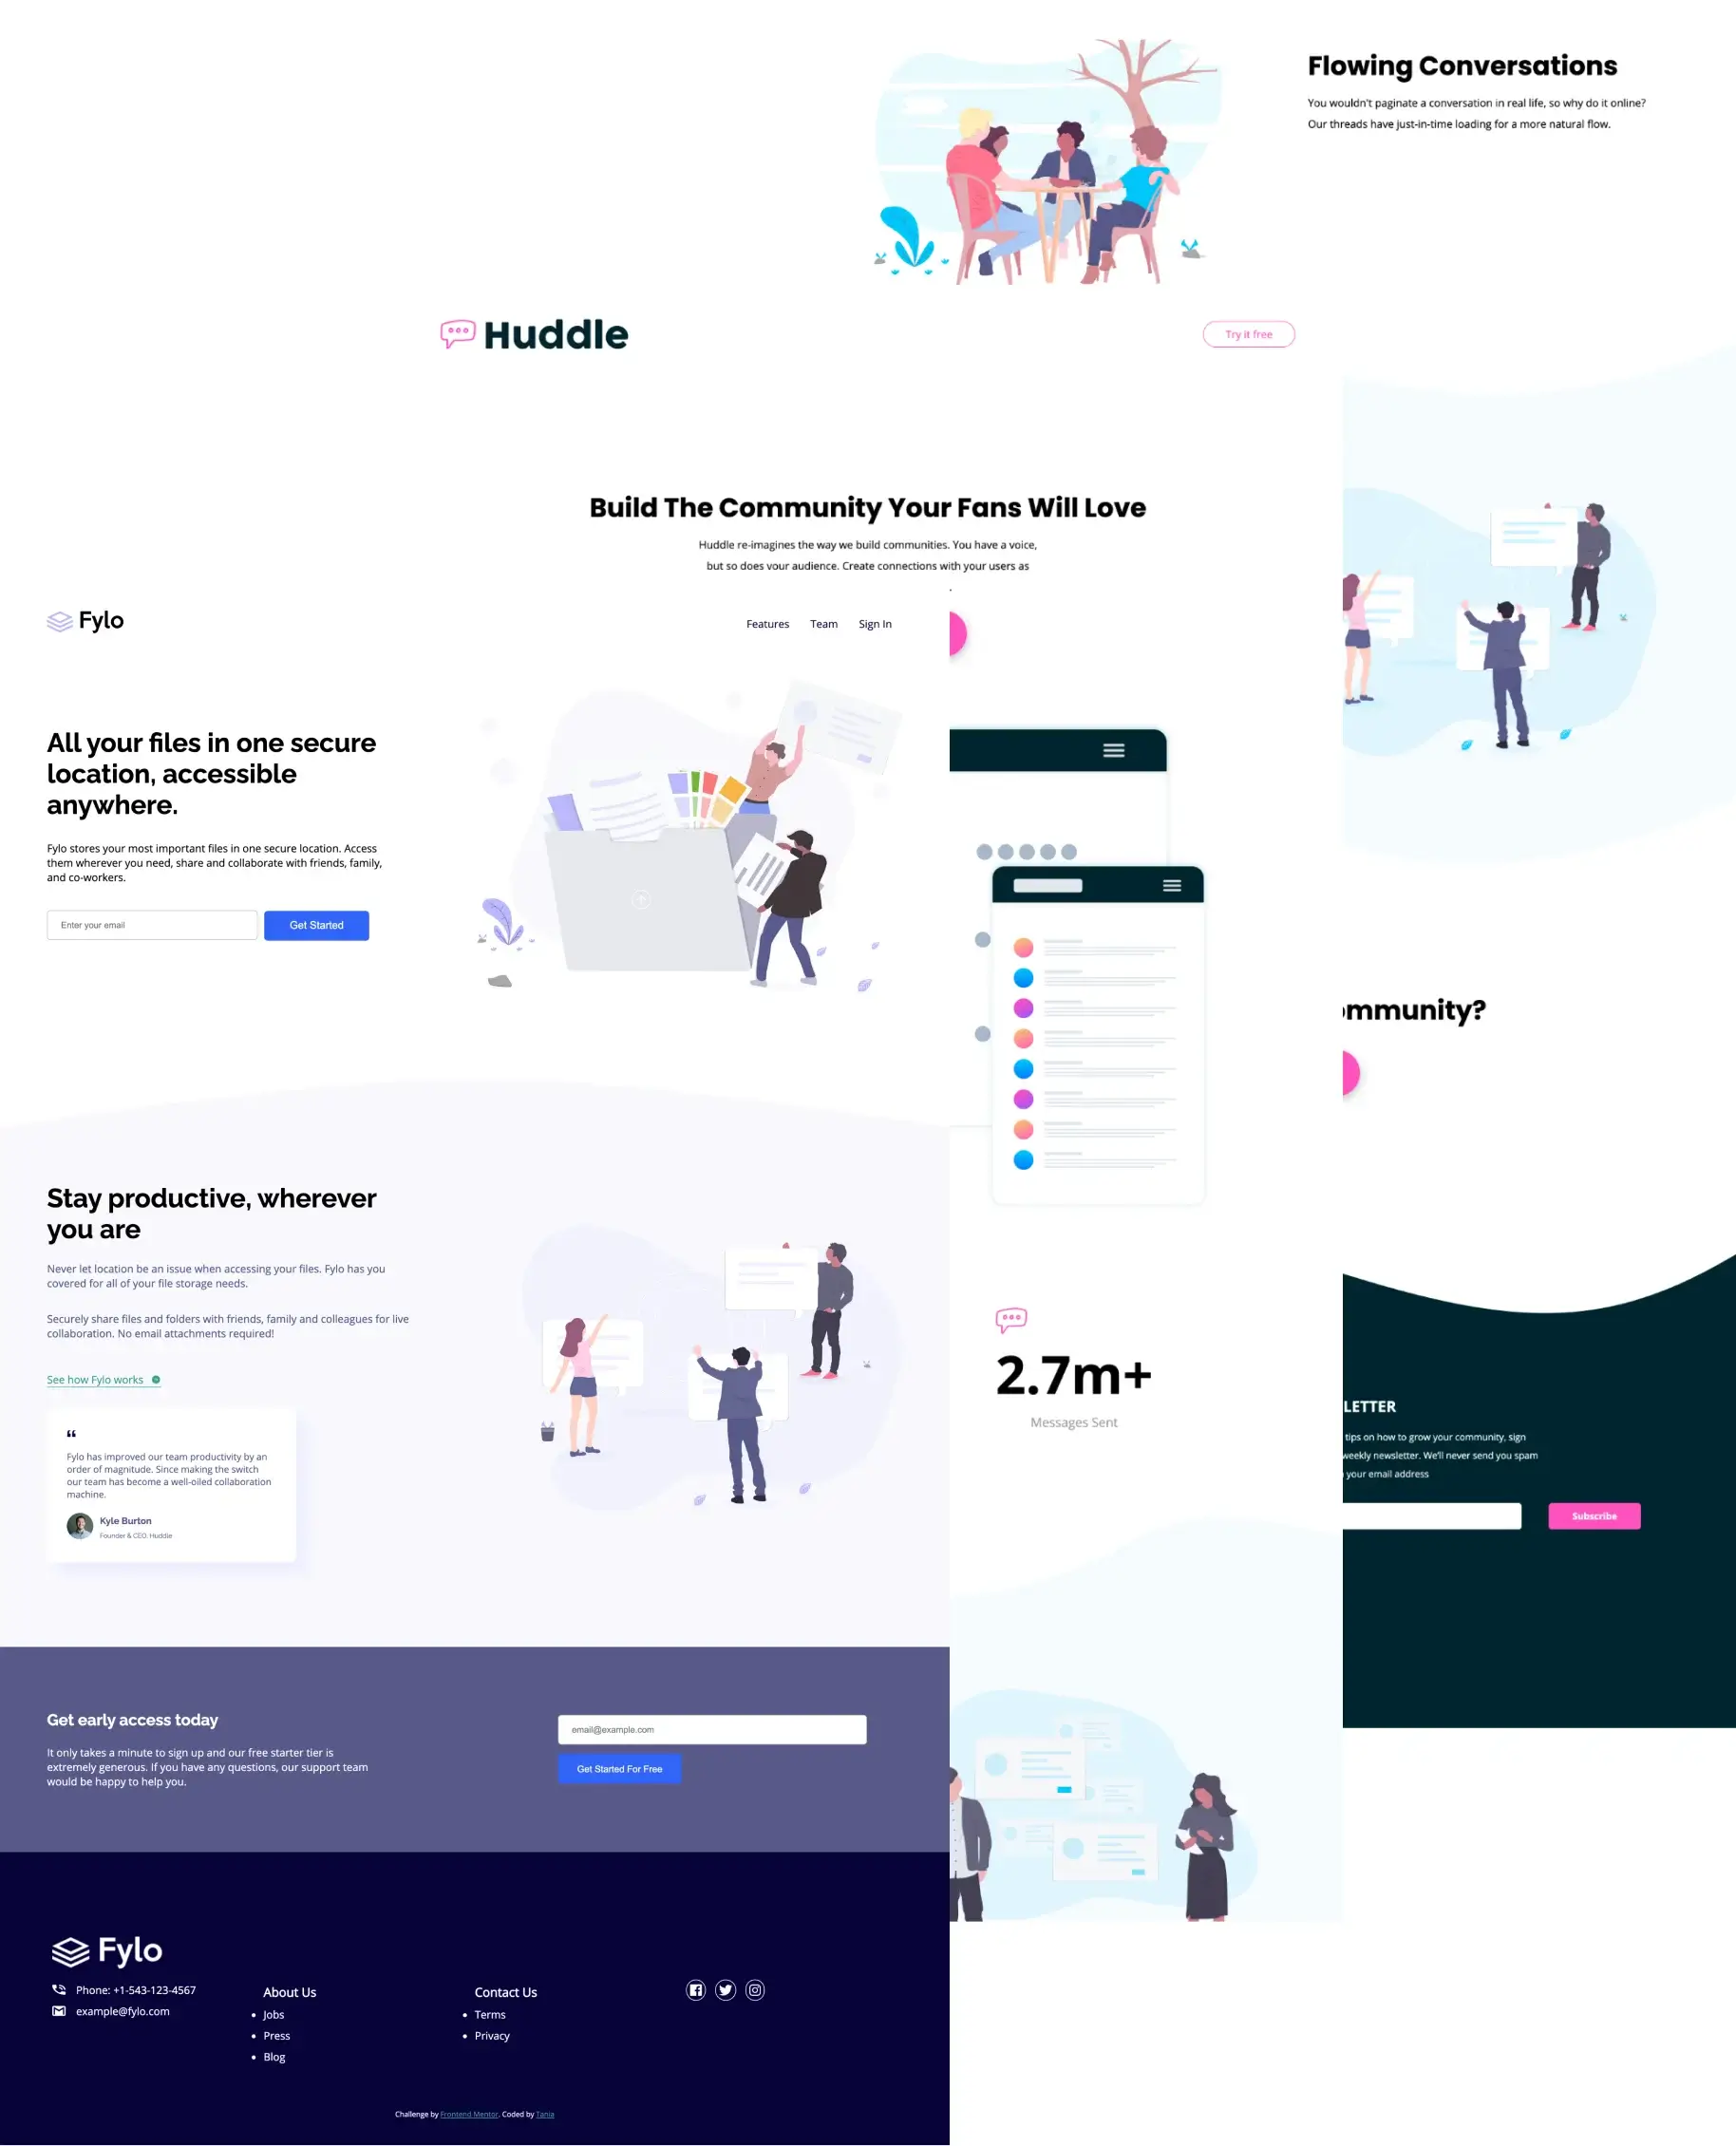 Flowing Conversations
You wouldn't paginate a conversation in real life, so why do it online?
Our threads have just-in-time loading for a more natural flow.
Huddle
Try it free
Build The Community Your Fans Will Love
Huddle re-imagines the way we build communities. You have a voice,
but so does your audience. Create connections with your users as
Fylo
Features Team Sign In
All your files in one secure
location, accessible
anywhere.
Fylo stores your most important files in one secure location. Access
them wherever you need, share and collaborate with friends, family,
and co-workers.
Enter your email
Get Started
mmunity?
Stay productive, wherever
you are
Never let location be an issue when accessing your files. Fylo has you
covered for all of your file storage needs.
Securely share files and folders with friends, family and colleagues for live
collaboration. No email attachments required!
See how Fylo works
“
Fylo has improved our team productivity by an
order of magnitude. Since making the switch
our team has become a well-oiled collaboration
machine.
Kyle Burton
Founder & CEO, Huddle
2.7m+
Messages Sent
LETTER
tips on how to grow your community, sign
weekly newsletter. We'll never send you spam
your email address
Subscribe
Get early access today
It only takes a minute to sign up and our free starter tier is
extremely generous. If you have any questions, our support team
would be happy to help you.
email@example.com
Get Started For Free
Fylo
Phone: +1-543-123-4567
example@fylo.com
About Us
• Jobs
• Press
• Blog
Contact Us
• Terms
• Privacy
Challenge by Frontend Mentor. Coded by Tania